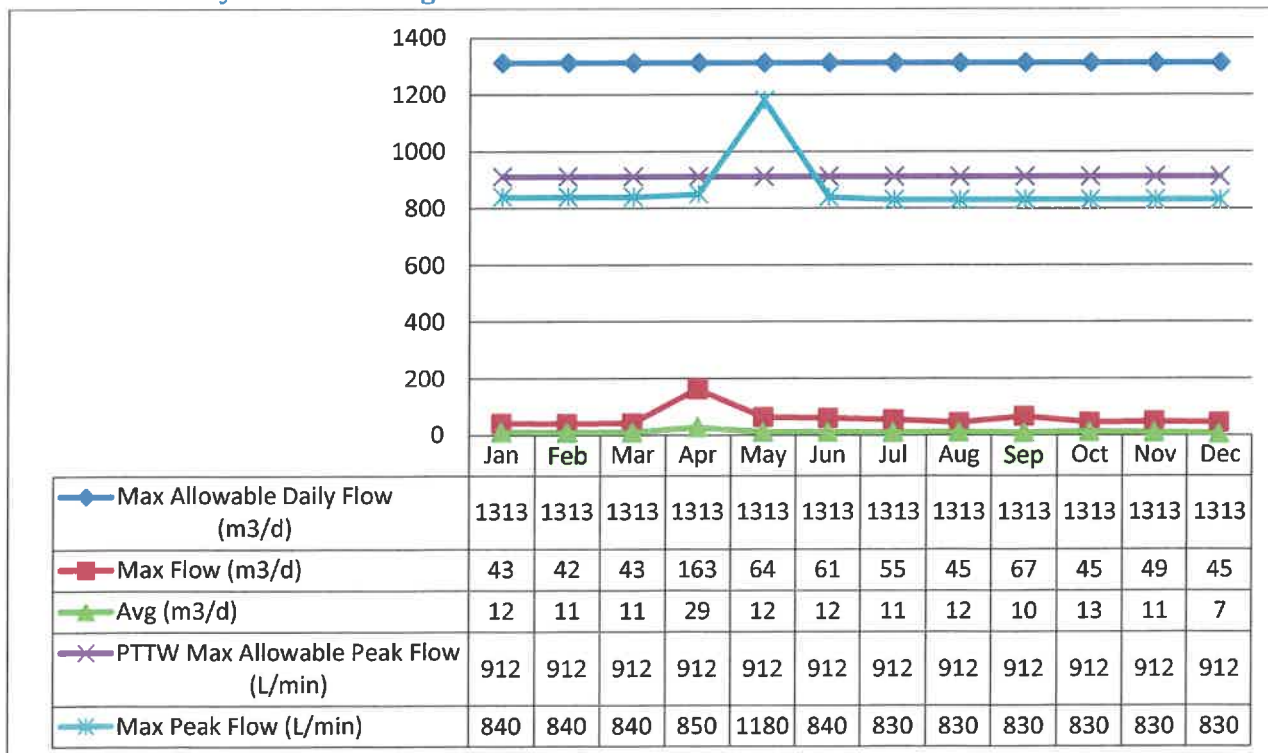 1400
1200
1000
800
600
400
200
0
Jan Feb Mar Apr May Jun Jul Aug Sep Oct Nov Dec
Max Allowable Daily Flow (m3/d) 1313 1313 1313 1313 1313 1313 1313 1313 1313 1313 1313 1313
Max Flow (m3/d) 43 42 43 163 64 61 55 45 67 45 49 45
Avg (m3/d) 12 11 11 29 12 12 11 12 10 13 11 7
PTTW Max Allowable Peak Flow (L/min) 912 912 912 912 912 912 912 912 912 912 912 912
Max Peak Flow (L/min) 840 840 840 850 1180 840 830 830 830 830 830 830